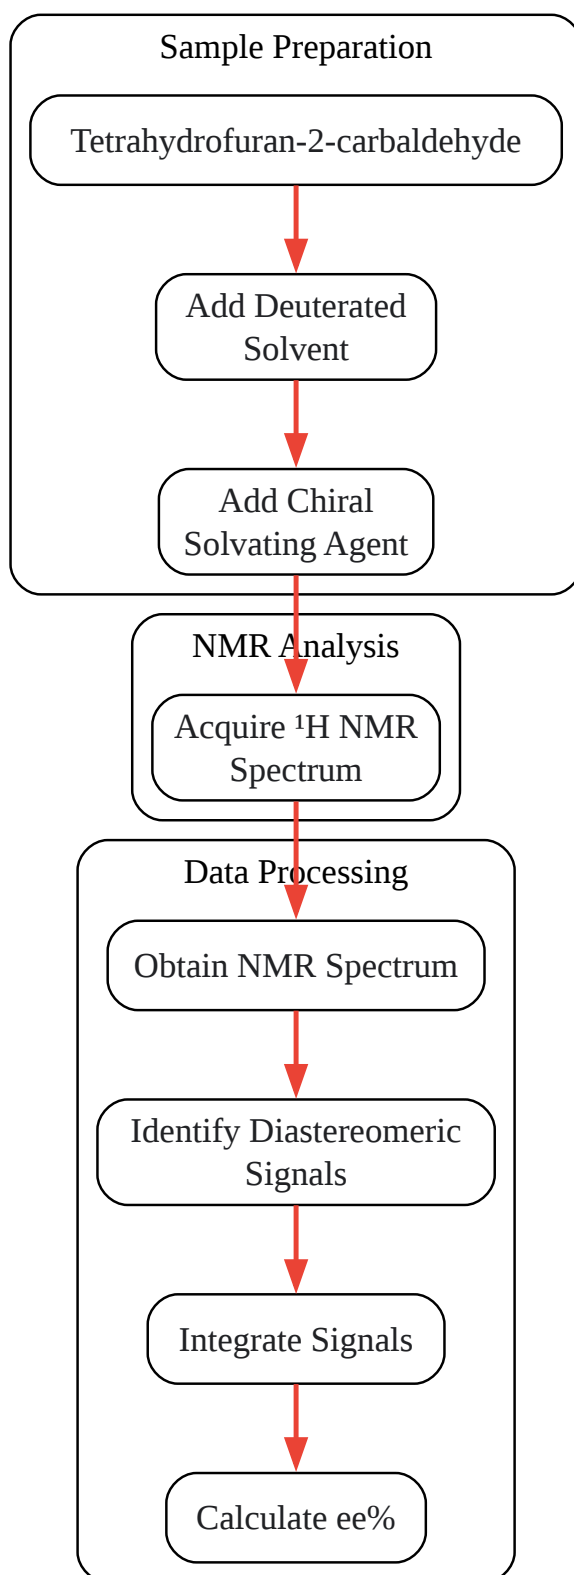 Sample Preparation
Tetrahydrofuran-2-carbaldehyde
Add Deuterated
Solvent
Add Chiral
Solvating Agent
NMR Analysis
Acquire ¹H NMR
Spectrum
Data Processing
Obtain NMR Spectrum
Identify Diastereomeric
Signals
Integrate Signals
Calculate ee%